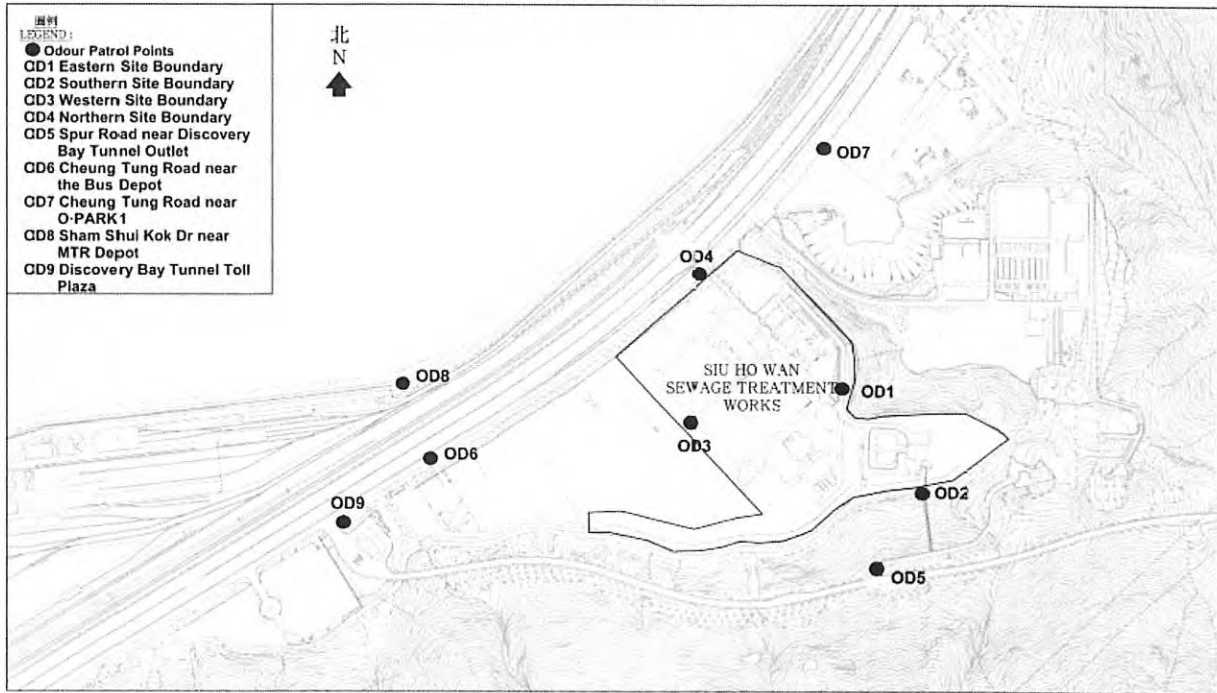 圖例
LEGEND:
Odour Patrol Points
OD1 Eastern Site Boundary
OD2 Southern Site Boundary
OD3 Western Site Boundary
OD4 Northern Site Boundary
OD5 Spur Road near Discovery
Bay Tunnel Outlet
OD6 Cheung Tung Road near
the Bus Depot
OD7 Cheung Tung Road near
O·PARK1
OD8 Sham Shui Kok Dr near
MTR Depot
OD9 Discovery Bay Tunnel Toll
Plaza
北
N
OD7
OD4
OD8
SIU HO WAN
SEWAGE TREATMENT
WORKS
OD1
OD3
OD6
OD2
OD9
OD5